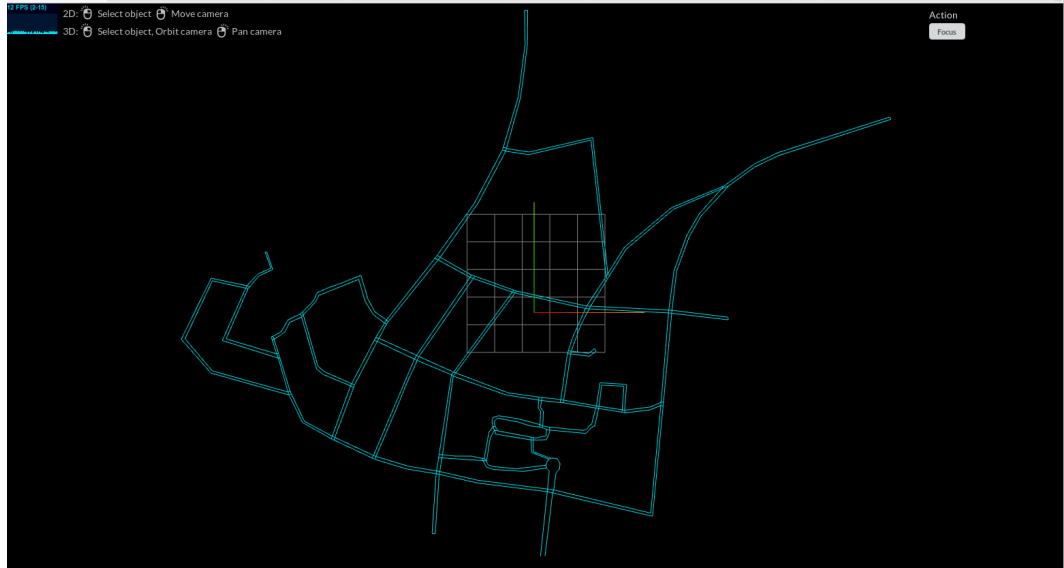 12 FPS (2-15)
2D: Select object Move camera
3D: Select object, Orbit camera Pan camera
Action
Focus